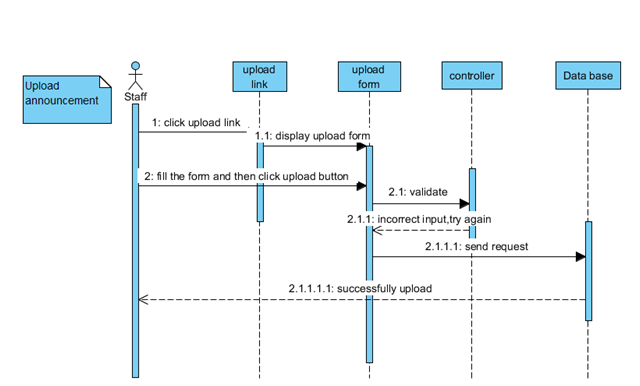 Upload
announcement
Staff
upload
link
upload
form
controller
Data base
1: click upload link
1.1: display upload form
2: fill the form and then click upload button
2.1: validate
2.1.1: incorrect input,try again
2.1.1.1: send request
2.1.1.1.1: successfully upload